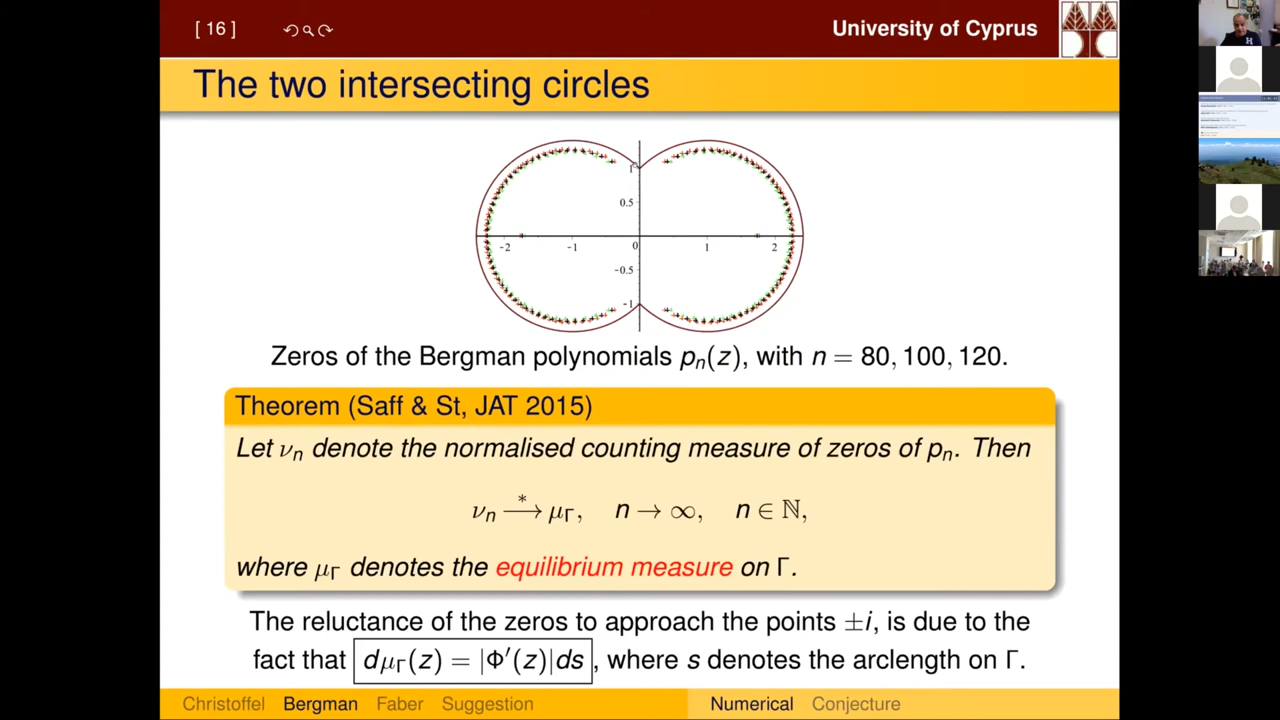 [ 16 ]
University of Cyprus
The two intersecting circles
1
0.5
-2 -1 0 1 2
-0.5
-1
Zeros of the Bergman polynomials pₙ(z), with n = 80, 100, 120.
Theorem (Saff & St, JAT 2015)
Let νₙ denote the normalised counting measure of zeros of pₙ. Then
νₙ —*→ μ_Γ, n → ∞, n ∈ ℕ,
where μ_Γ denotes the equilibrium measure on Γ.
The reluctance of the zeros to approach the points ±i, is due to the
fact that dμ_Γ(z) = |Φ′(z)|ds, where s denotes the arclength on Γ.
Christoffel Bergman Faber Suggestion Numerical Conjecture